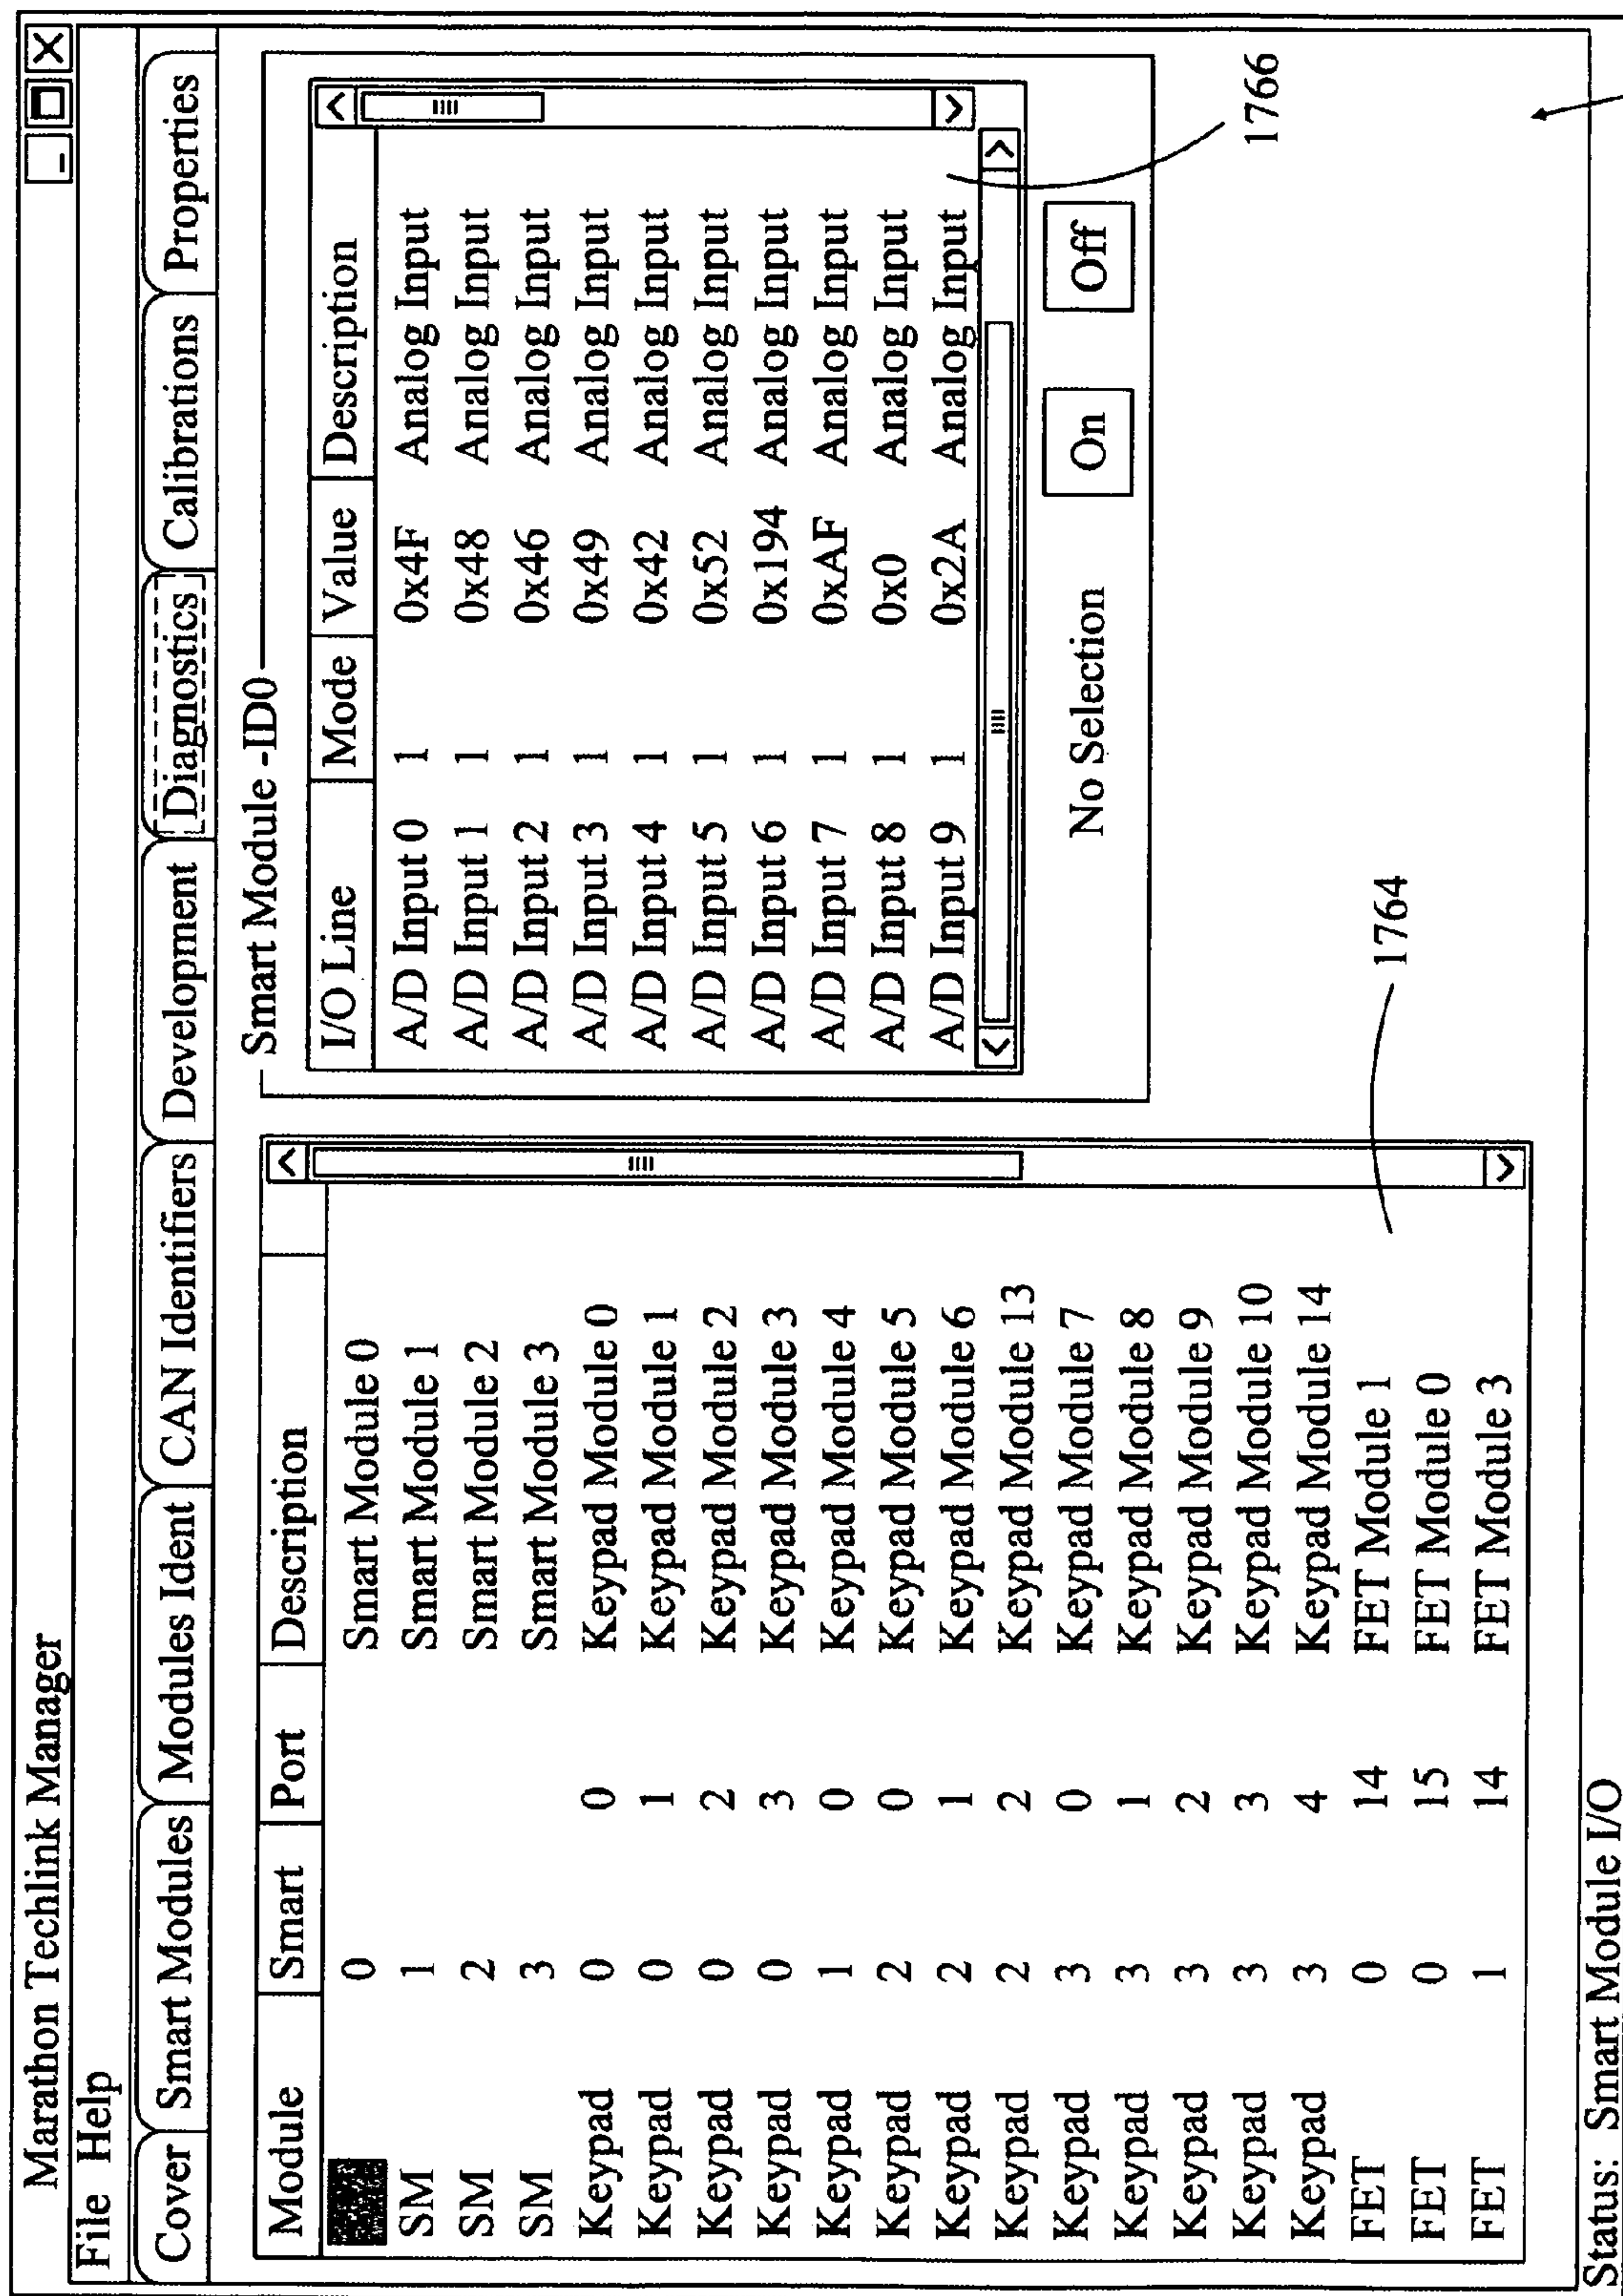 Marathon Techlink Manager
File Help
Cover Smart Modules Modules Ident CAN Identifiers Development Diagnostics Calibrations Properties
Module Smart Port Description
0 Smart Module 0
SM 1 Smart Module 1
SM 2 Smart Module 2
SM 3 Smart Module 3
Keypad 0 0 Keypad Module 0
Keypad 0 1 Keypad Module 1
Keypad 0 2 Keypad Module 2
Keypad 0 3 Keypad Module 3
Keypad 1 0 Keypad Module 4
Keypad 2 0 Keypad Module 5
Keypad 2 1 Keypad Module 6
Keypad 2 2 Keypad Module 13
Keypad 3 0 Keypad Module 7
Keypad 3 1 Keypad Module 8
Keypad 3 2 Keypad Module 9
Keypad 3 3 Keypad Module 10
Keypad 3 4 Keypad Module 14
FET 0 14 FET Module 1
FET 0 15 FET Module 0
FET 1 14 FET Module 3
1764
Smart Module -ID0
I/O Line Mode Value Description
A/D Input 0 1 0x4F Analog Input
A/D Input 1 1 0x48 Analog Input
A/D Input 2 1 0x46 Analog Input
A/D Input 3 1 0x49 Analog Input
A/D Input 4 1 0x42 Analog Input
A/D Input 5 1 0x52 Analog Input
A/D Input 6 1 0x194 Analog Input
A/D Input 7 1 0xAF Analog Input
A/D Input 8 1 0x0 Analog Input
A/D Input 9 1 0x2A Analog Input
No Selection On Off
1766
Status: Smart Module I/O